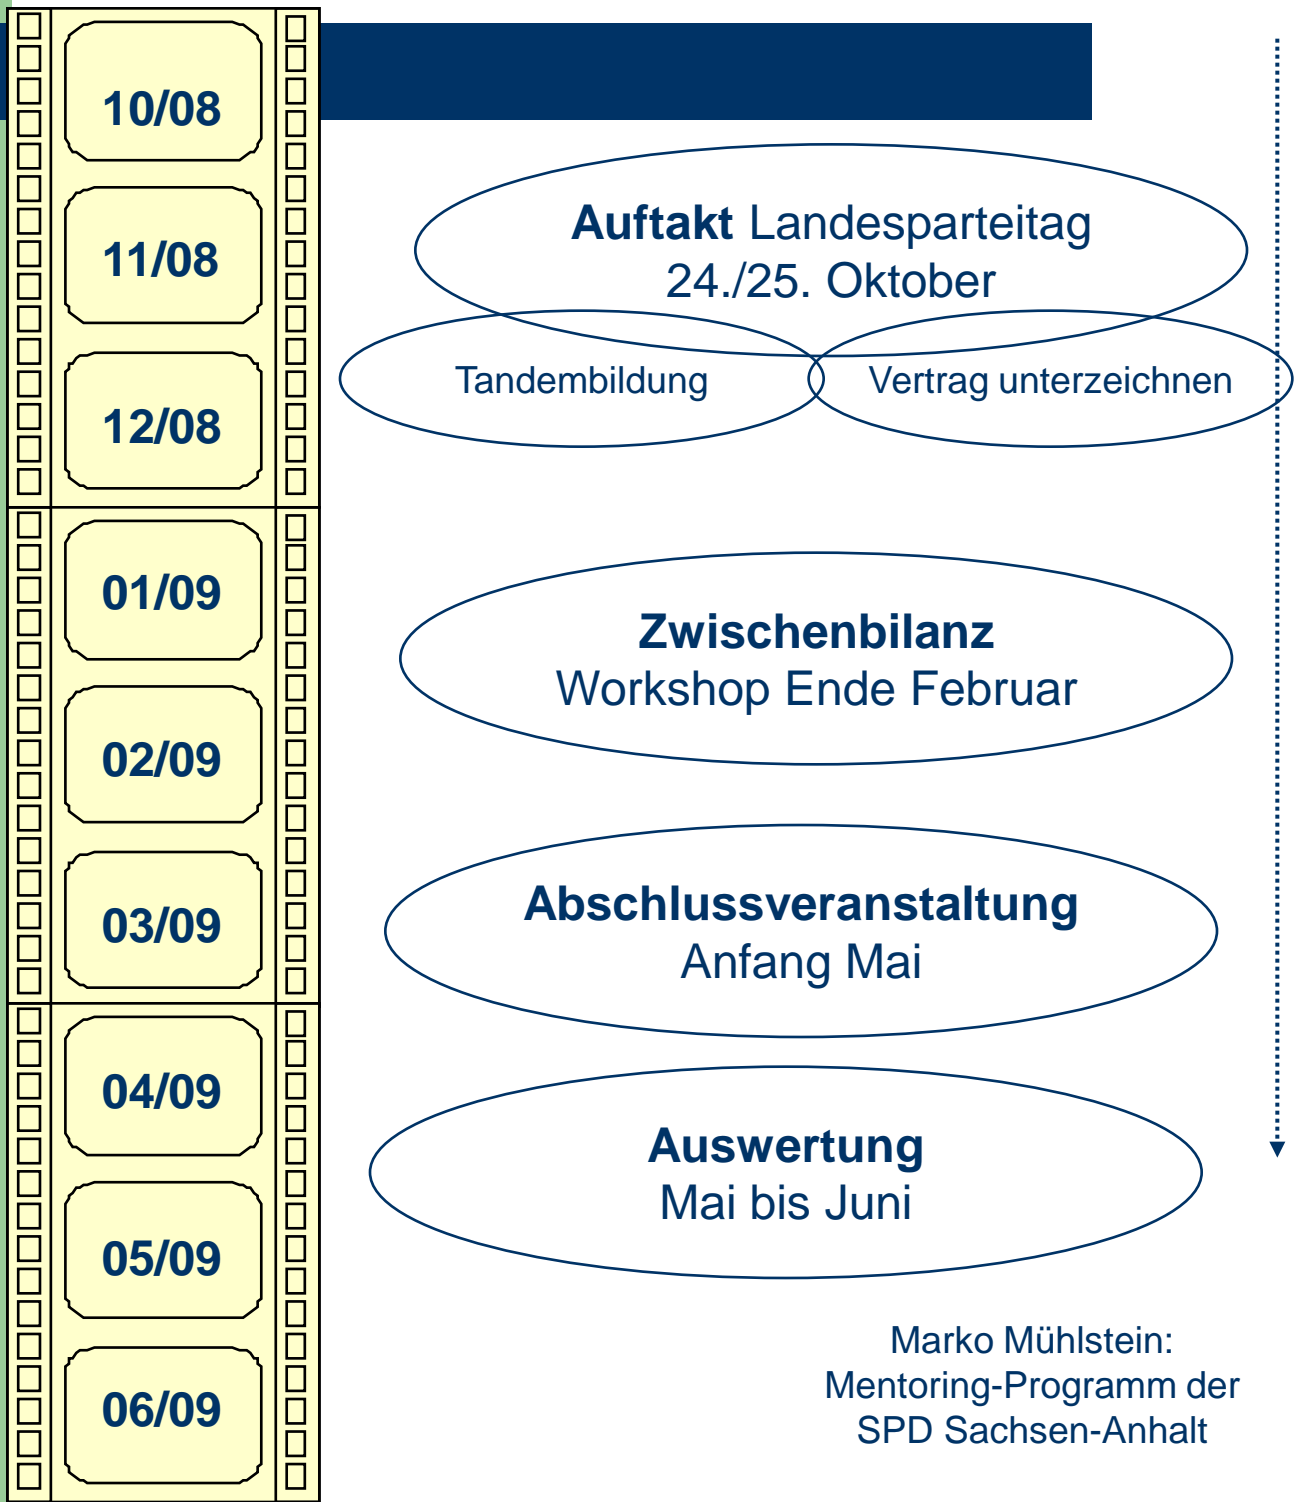 10/08
11/08
12/08
01/09
02/09
03/09
04/09
05/09
06/09
Auftakt Landesparteitag
24./25. Oktober
Tandembildung
Vertrag unterzeichnen
Zwischenbilanz
Workshop Ende Februar
Abschlussveranstaltung
Anfang Mai
Auswertung
Mai bis Juni
Marko Mühlstein:
Mentoring-Programm der
SPD Sachsen-Anhalt